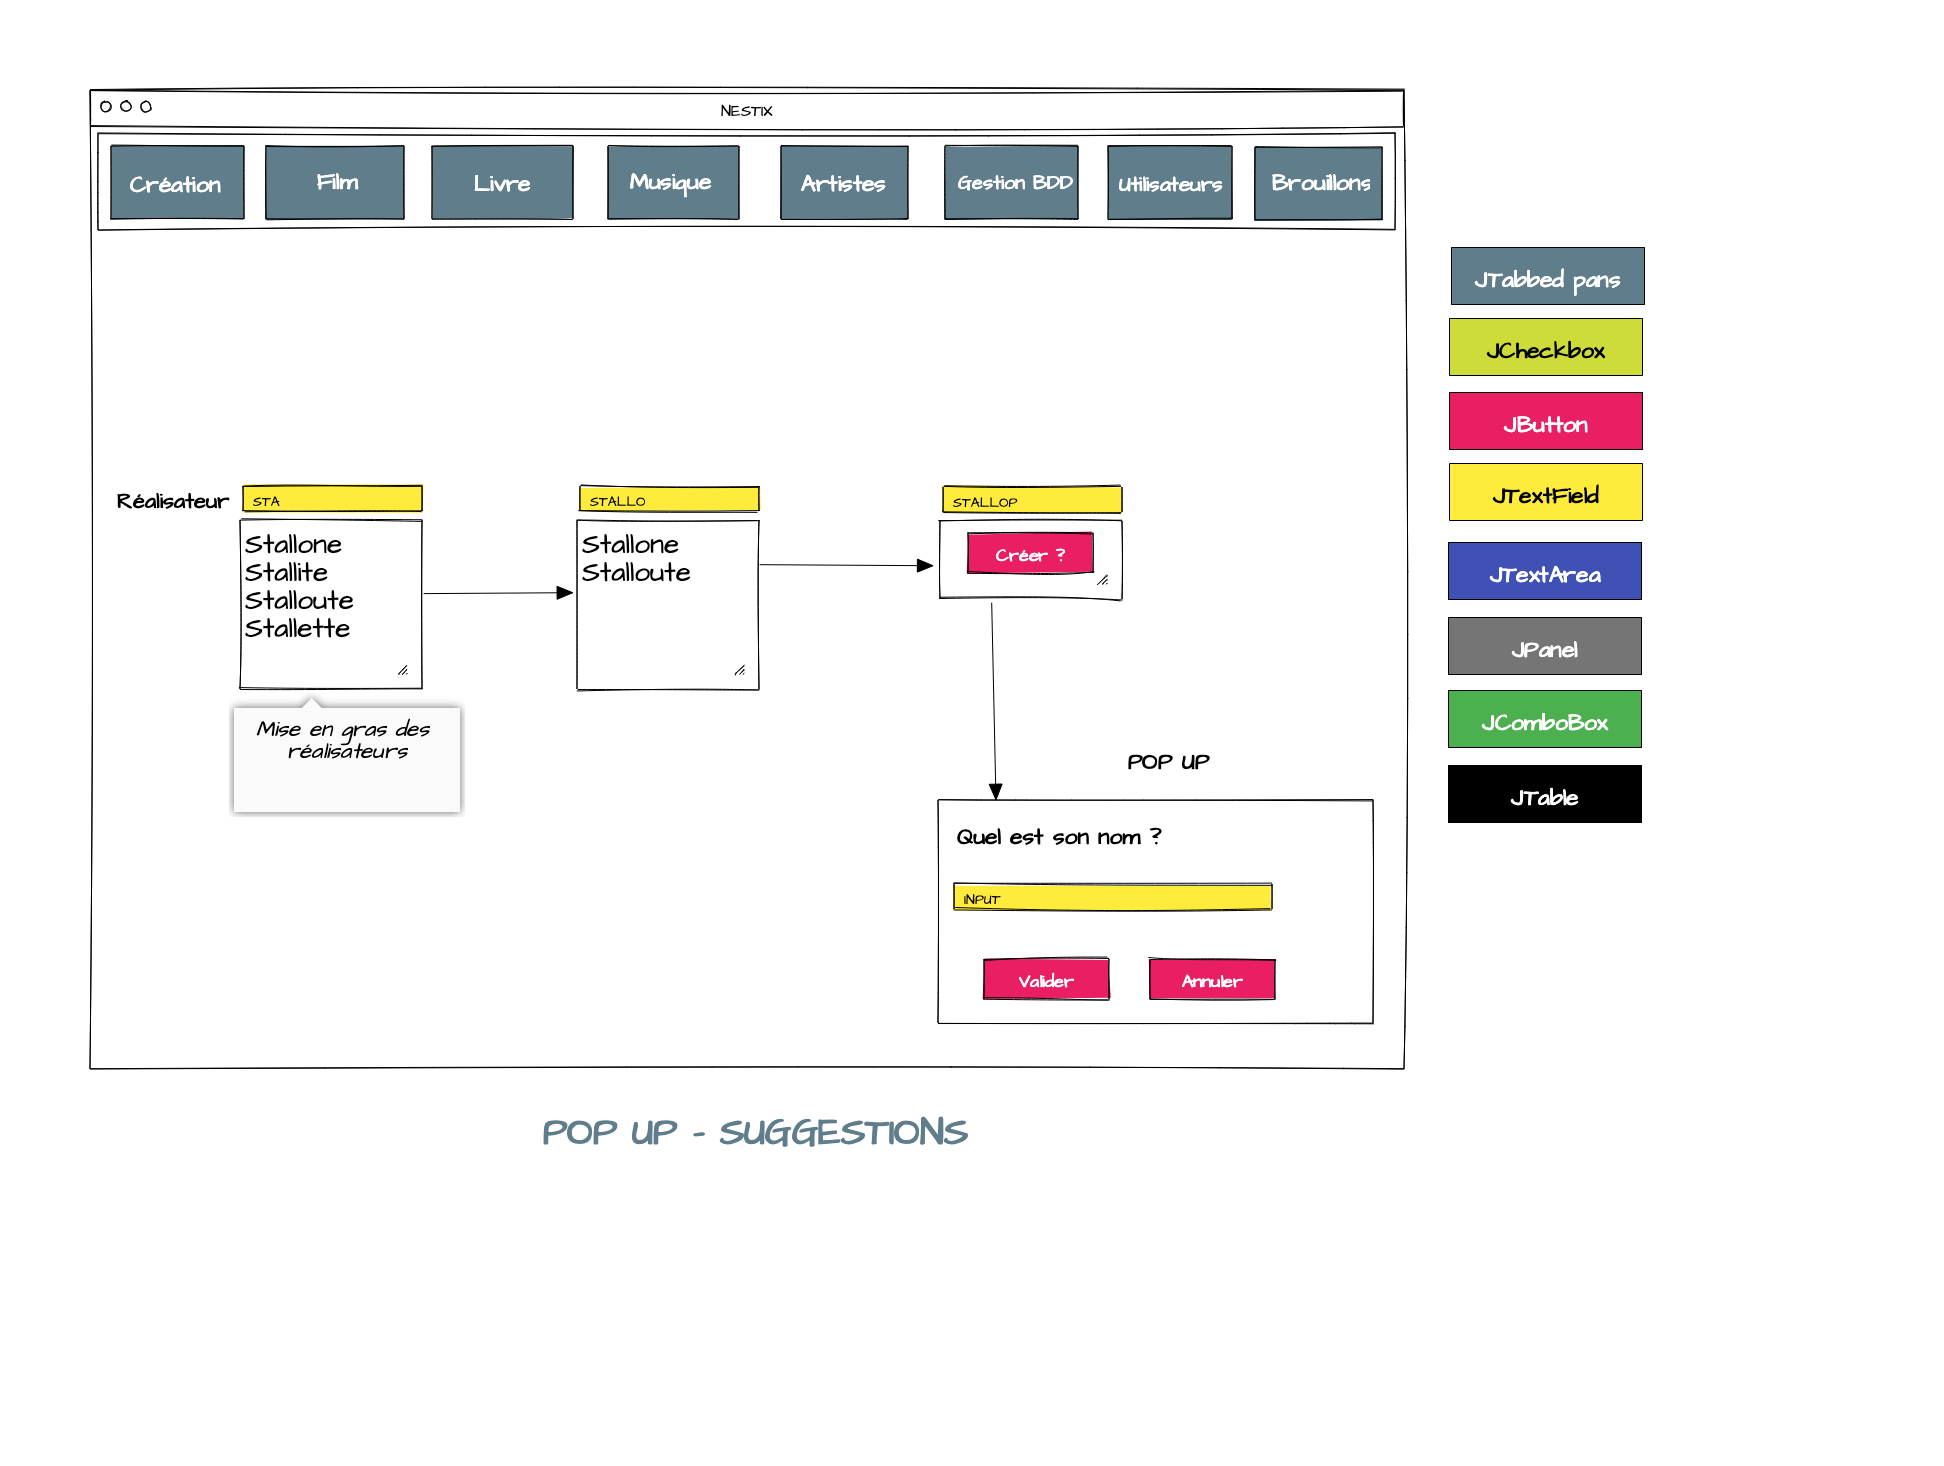 NESTIX
Création
Film
Livre
Musique
Artistes
Gestion BDD
Utilisateurs
Brouillons
JTabbed pans
JCheckbox
JButton
JTextField
JTextArea
JPanel
JComboBox
JTable
Réalisateur
STA
Stallone
Stallite
Stalloute
Stallette
Mise en gras des
réalisateurs
STALLO
Stallone
Stalloute
STALLOP
Créer ?
POP UP
Quel est son nom ?
INPUT
Valider
Annuler
POP UP - SUGGESTIONS